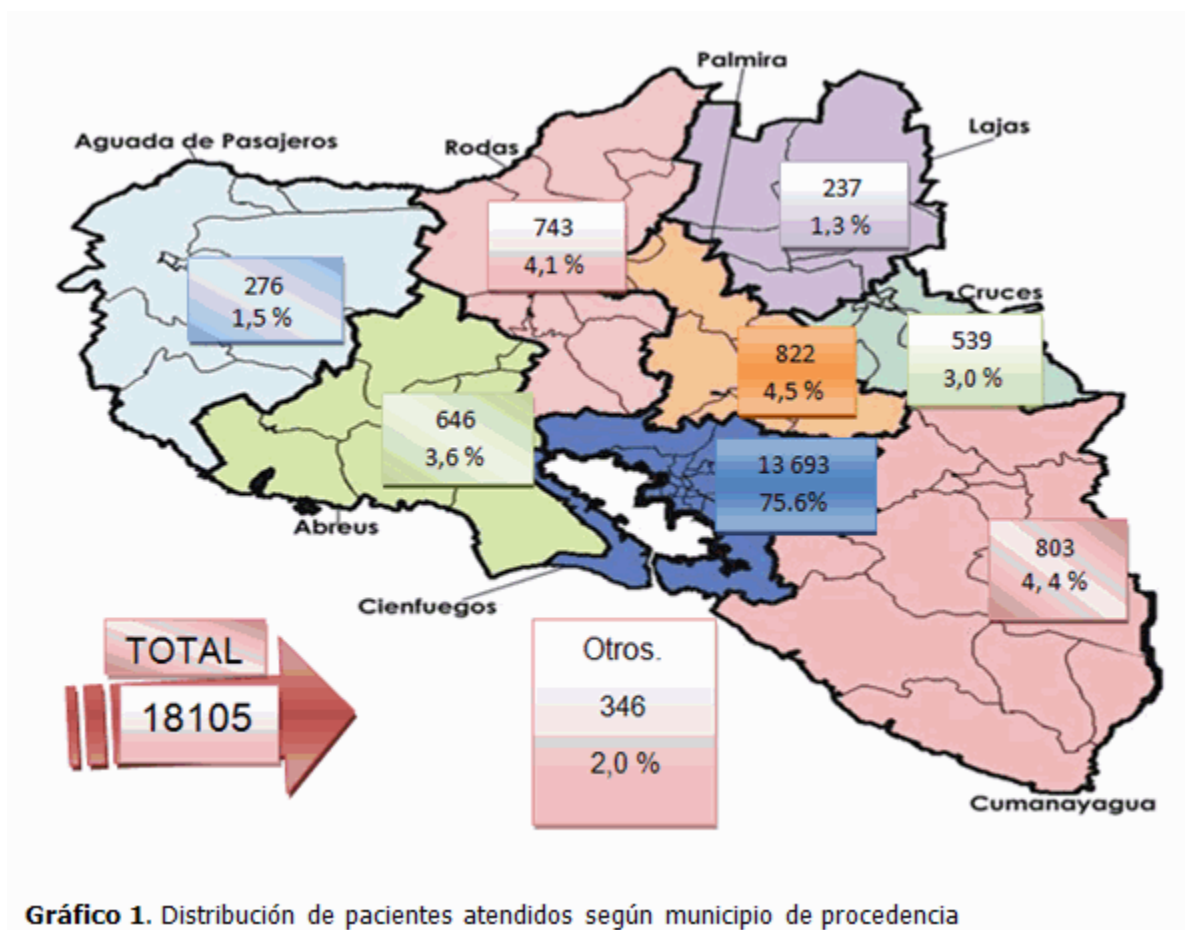 Palmira
Aguada de Pasajeros
Rodas
Lajas
237
1,3 %
743
4,1 %
276
1,5 %
Cruces
539
3,0 %
822
4,5 %
646
3,6 %
13 693
75.6%
Abreus
803
4, 4 %
Cienfuegos
TOTAL
18105
Otros.
346
2,0 %
Cumanayagua
Gráfico 1. Distribución de pacientes atendidos según municipio de procedencia